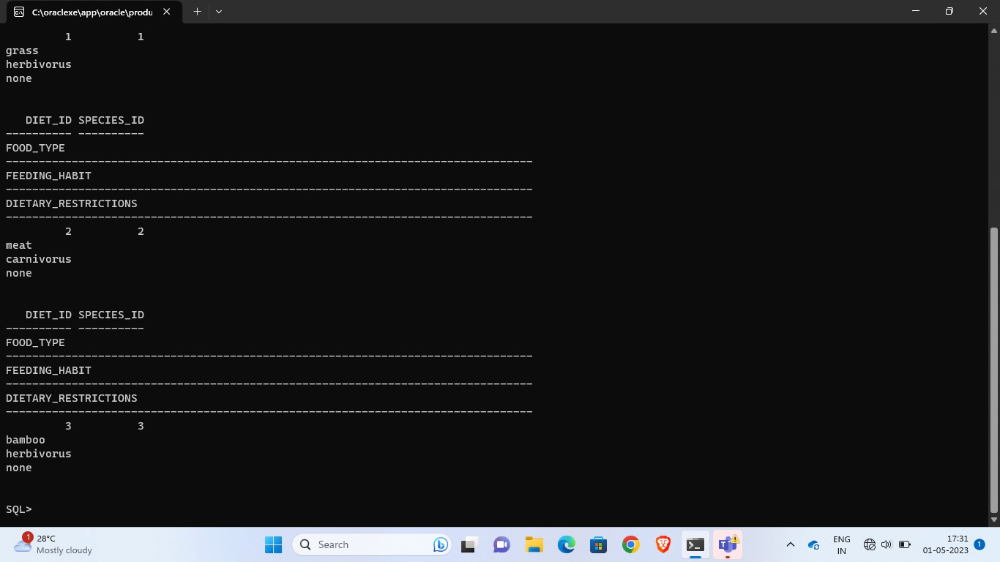 C:\oraclexe\app\oracle\produ
         1          1
grass
herbivorus
none
   DIET_ID SPECIES_ID
---------- ----------
FOOD_TYPE
--------------------------------------------------------------------------------
FEEDING_HABIT
--------------------------------------------------------------------------------
DIETARY_RESTRICTIONS
--------------------------------------------------------------------------------
         2          2
meat
carnivorus
none
   DIET_ID SPECIES_ID
---------- ----------
FOOD_TYPE
--------------------------------------------------------------------------------
FEEDING_HABIT
--------------------------------------------------------------------------------
DIETARY_RESTRICTIONS
--------------------------------------------------------------------------------
         3          3
bamboo
herbivorus
none
SQL>
1
28°C
Mostly cloudy
Search
ENG
IN
17:31
01-05-2023
1